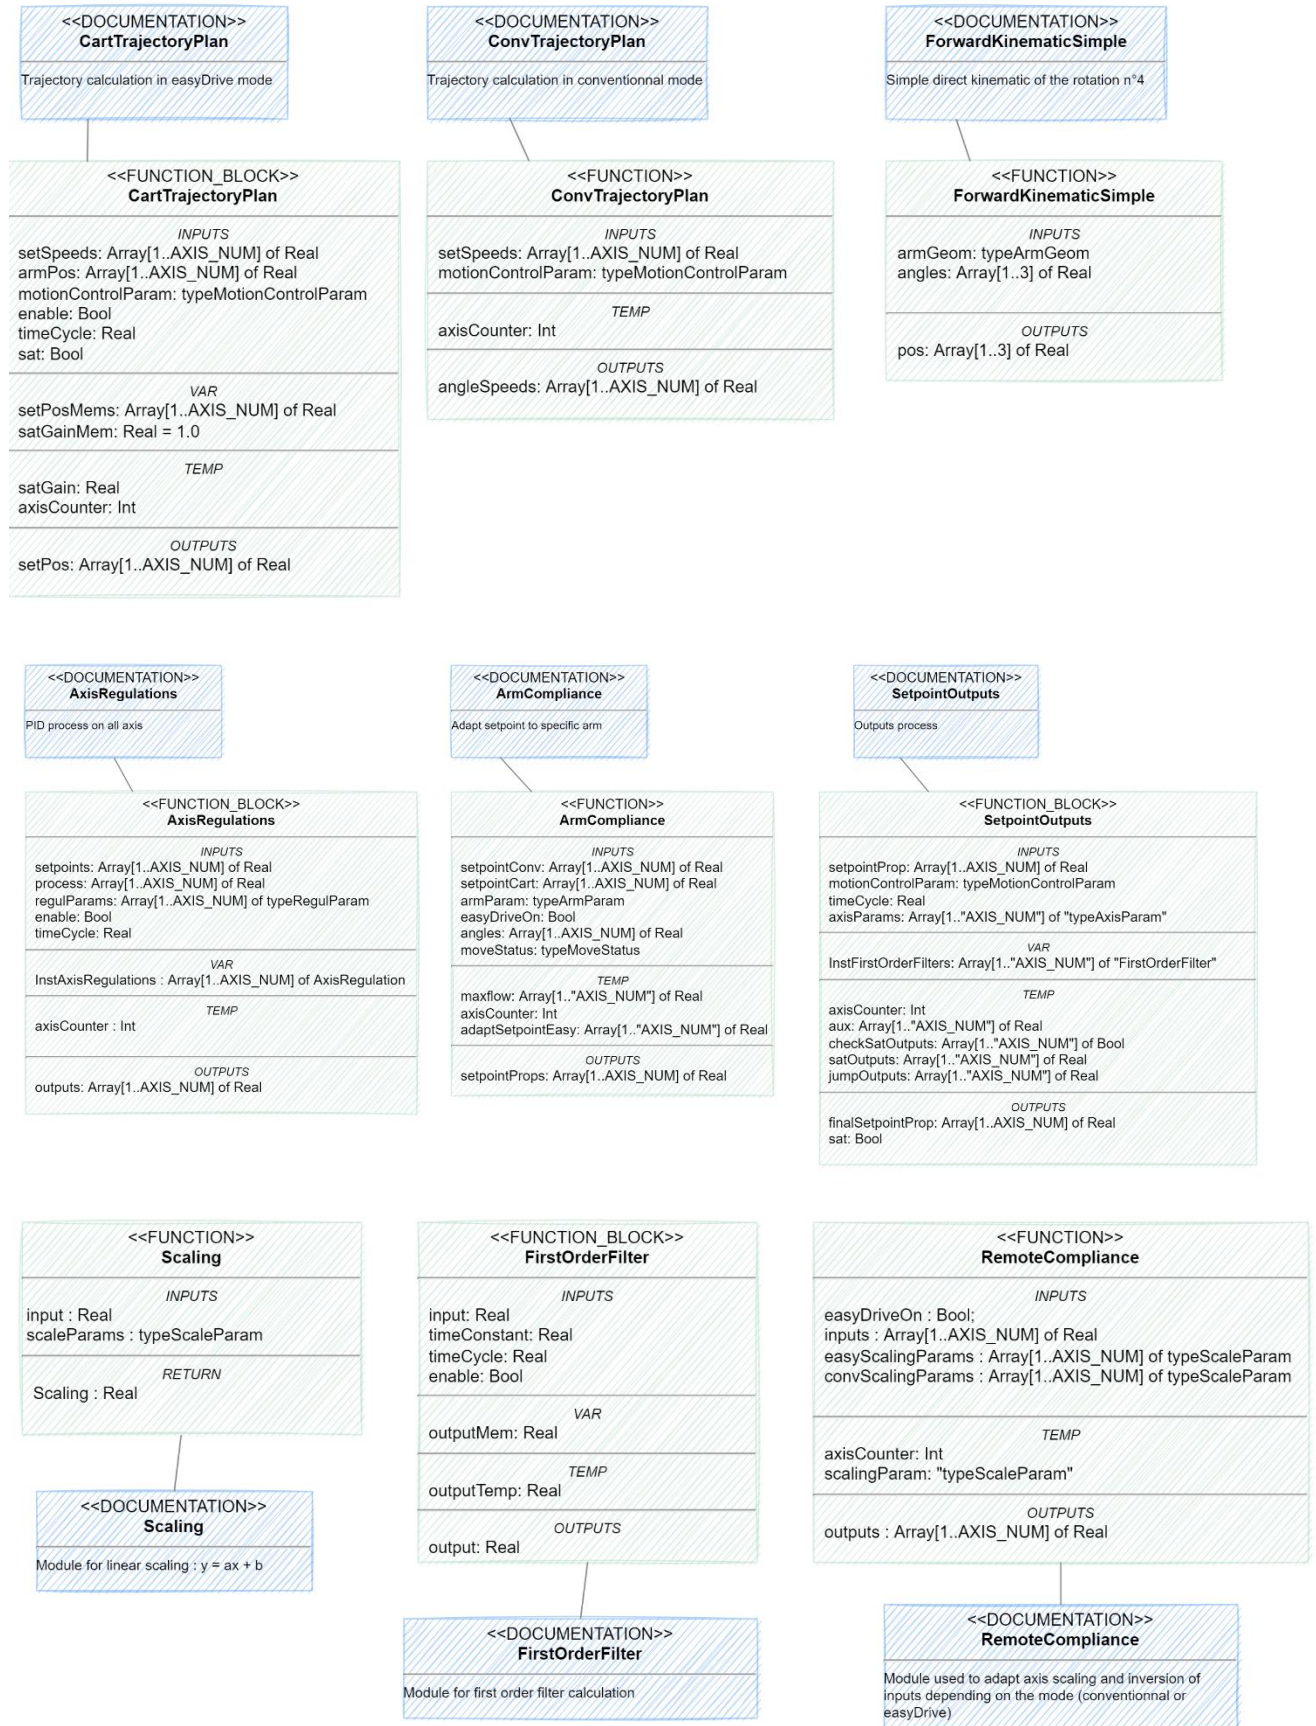 <<DOCUMENTATION>>
CartTrajectoryPlan
Trajectory calculation in easyDrive mode
<<DOCUMENTATION>>
ConvTrajectoryPlan
Trajectory calculation in conventionnal mode
<<DOCUMENTATION>>
ForwardKinematicSimple
Simple direct kinematic of the rotation n°4
<<FUNCTION_BLOCK>>
CartTrajectoryPlan
INPUTS
setSpeeds: Array[1..AXIS_NUM] of Real
armPos: Array[1..AXIS_NUM] of Real
motionControlParam: typeMotionControlParam
enable: Bool
timeCycle: Real
sat: Bool
VAR
setPosMems: Array[1..AXIS_NUM] of Real
satGainMem: Real = 1.0
TEMP
satGain: Real
axisCounter: Int
OUTPUTS
setPos: Array[1..AXIS_NUM] of Real
<<FUNCTION>>
ConvTrajectoryPlan
INPUTS
setSpeeds: Array[1..AXIS_NUM] of Real
motionControlParam: typeMotionControlParam
TEMP
axisCounter: Int
OUTPUTS
angleSpeeds: Array[1..AXIS_NUM] of Real
<<FUNCTION>>
ForwardKinematicSimple
INPUTS
armGeom: typeArmGeom
angles: Array[1..3] of Real
OUTPUTS
pos: Array[1..3] of Real
<<DOCUMENTATION>>
AxisRegulations
PID process on all axis
<<DOCUMENTATION>>
ArmCompliance
Adapt setpoint to specific arm
<<DOCUMENTATION>>
SetpointOutputs
Outputs process
<<FUNCTION_BLOCK>>
AxisRegulations
INPUTS
setpoints: Array[1..AXIS_NUM] of Real
process: Array[1..AXIS_NUM] of Real
regulParams: Array[1..AXIS_NUM] of typeRegulParam
enable: Bool
timeCycle: Real
VAR
InstAxisRegulations : Array[1..AXIS_NUM] of AxisRegulation
TEMP
axisCounter : Int
OUTPUTS
outputs: Array[1..AXIS_NUM] of Real
<<FUNCTION>>
ArmCompliance
INPUTS
setpointConv: Array[1..AXIS_NUM] of Real
setpointCart: Array[1..AXIS_NUM] of Real
armParam: typeArmParam
easyDriveOn: Bool
angles: Array[1..AXIS_NUM] of Real
moveStatus: typeMoveStatus
TEMP
maxflow: Array[1.."AXIS_NUM"] of Real
axisCounter: Int
adaptSetpointEasy: Array[1.."AXIS_NUM"] of Real
OUTPUTS
setpointProps: Array[1..AXIS_NUM] of Real
<<FUNCTION_BLOCK>>
SetpointOutputs
INPUTS
setpointProp: Array[1..AXIS_NUM] of Real
motionControlParam: typeMotionControlParam
timeCycle: Real
axisParams: Array[1.."AXIS_NUM"] of "typeAxisParam"
VAR
InstFirstOrderFilters: Array[1.."AXIS_NUM"] of "FirstOrderFilter"
TEMP
axisCounter: Int
aux: Array[1.."AXIS_NUM"] of Real
checkSatOutputs: Array[1.."AXIS_NUM"] of Bool
satOutputs: Array[1.."AXIS_NUM"] of Real
jumpOutputs: Array[1.."AXIS_NUM"] of Real
OUTPUTS
finalSetpointProp: Array[1..AXIS_NUM] of Real
sat: Bool
<<FUNCTION>>
Scaling
INPUTS
input : Real
scaleParams : typeScaleParam
RETURN
Scaling : Real
<<DOCUMENTATION>>
Scaling
Module for linear scaling : y = ax + b
<<FUNCTION_BLOCK>>
FirstOrderFilter
INPUTS
input: Real
timeConstant: Real
timeCycle: Real
enable: Bool
VAR
outputMem: Real
TEMP
outputTemp: Real
OUTPUTS
output: Real
<<DOCUMENTATION>>
FirstOrderFilter
Module for first order filter calculation
<<FUNCTION>>
RemoteCompliance
INPUTS
easyDriveOn : Bool;
inputs : Array[1..AXIS_NUM] of Real
easyScalingParams : Array[1..AXIS_NUM] of typeScaleParam
convScalingParams : Array[1..AXIS_NUM] of typeScaleParam
TEMP
axisCounter: Int
scalingParam: "typeScaleParam"
OUTPUTS
outputs : Array[1..AXIS_NUM] of Real
<<DOCUMENTATION>>
RemoteCompliance
Module used to adapt axis scaling and inversion of
inputs depending on the mode (conventionnal or
easyDrive)